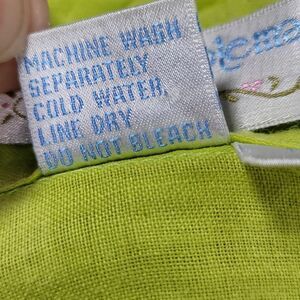 MACHINE WASH
SEPARATELY
COLD WATER,
LINE DRY
DO NOT BLEACH